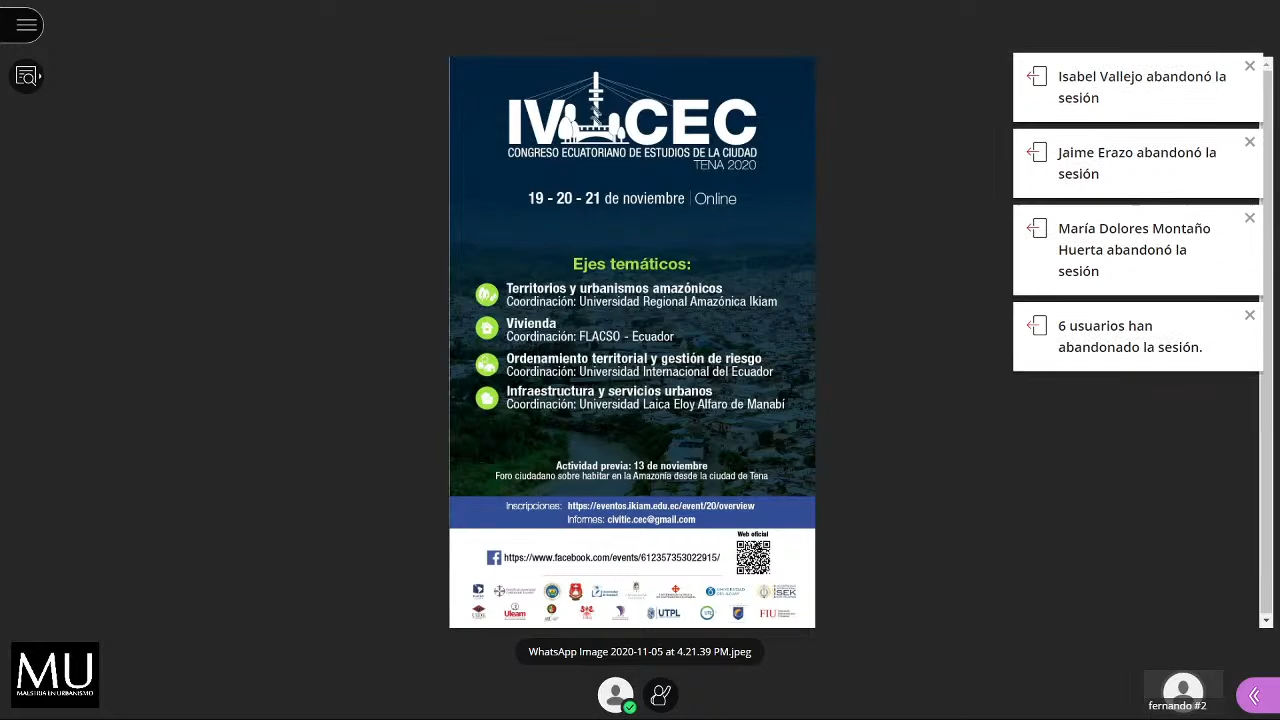 IV CEC
CONGRESO ECUATORIANO DE ESTUDIOS DE LA CIUDAD
TENA 2020
19 - 20 - 21 de noviembre | Online
Ejes temáticos:
Territorios y urbanismos amazónicos
Coordinación: Universidad Regional Amazónica Ikiam
Vivienda
Coordinación: FLACSO - Ecuador
Ordenamiento territorial y gestión de riesgo
Coordinación: Universidad Internacional del Ecuador
Infraestructura y servicios urbanos
Coordinación: Universidad Laica Eloy Alfaro de Manabí
Actividad previa: 13 de noviembre
Foro ciudadano sobre habitar en la Amazonía desde la ciudad de Tena
Inscripciones: https://eventos.ikiam.edu.ec/event/20/overview
Informes: civitic.cec@gmail.com
Web oficial
https://www.facebook.com/events/612357353022915/
SEK
Uleam
UTPL
FIU
WhatsApp Image 2020-11-05 at 4.21.39 PM.jpeg
Isabel Vallejo abandonó la
sesión
Jaime Erazo abandonó la
sesión
María Dolores Montaño
Huerta abandonó la
sesión
6 usuarios han
abandonado la sesión.
MU
MAESTRÍA EN URBANISMO
fernando #2